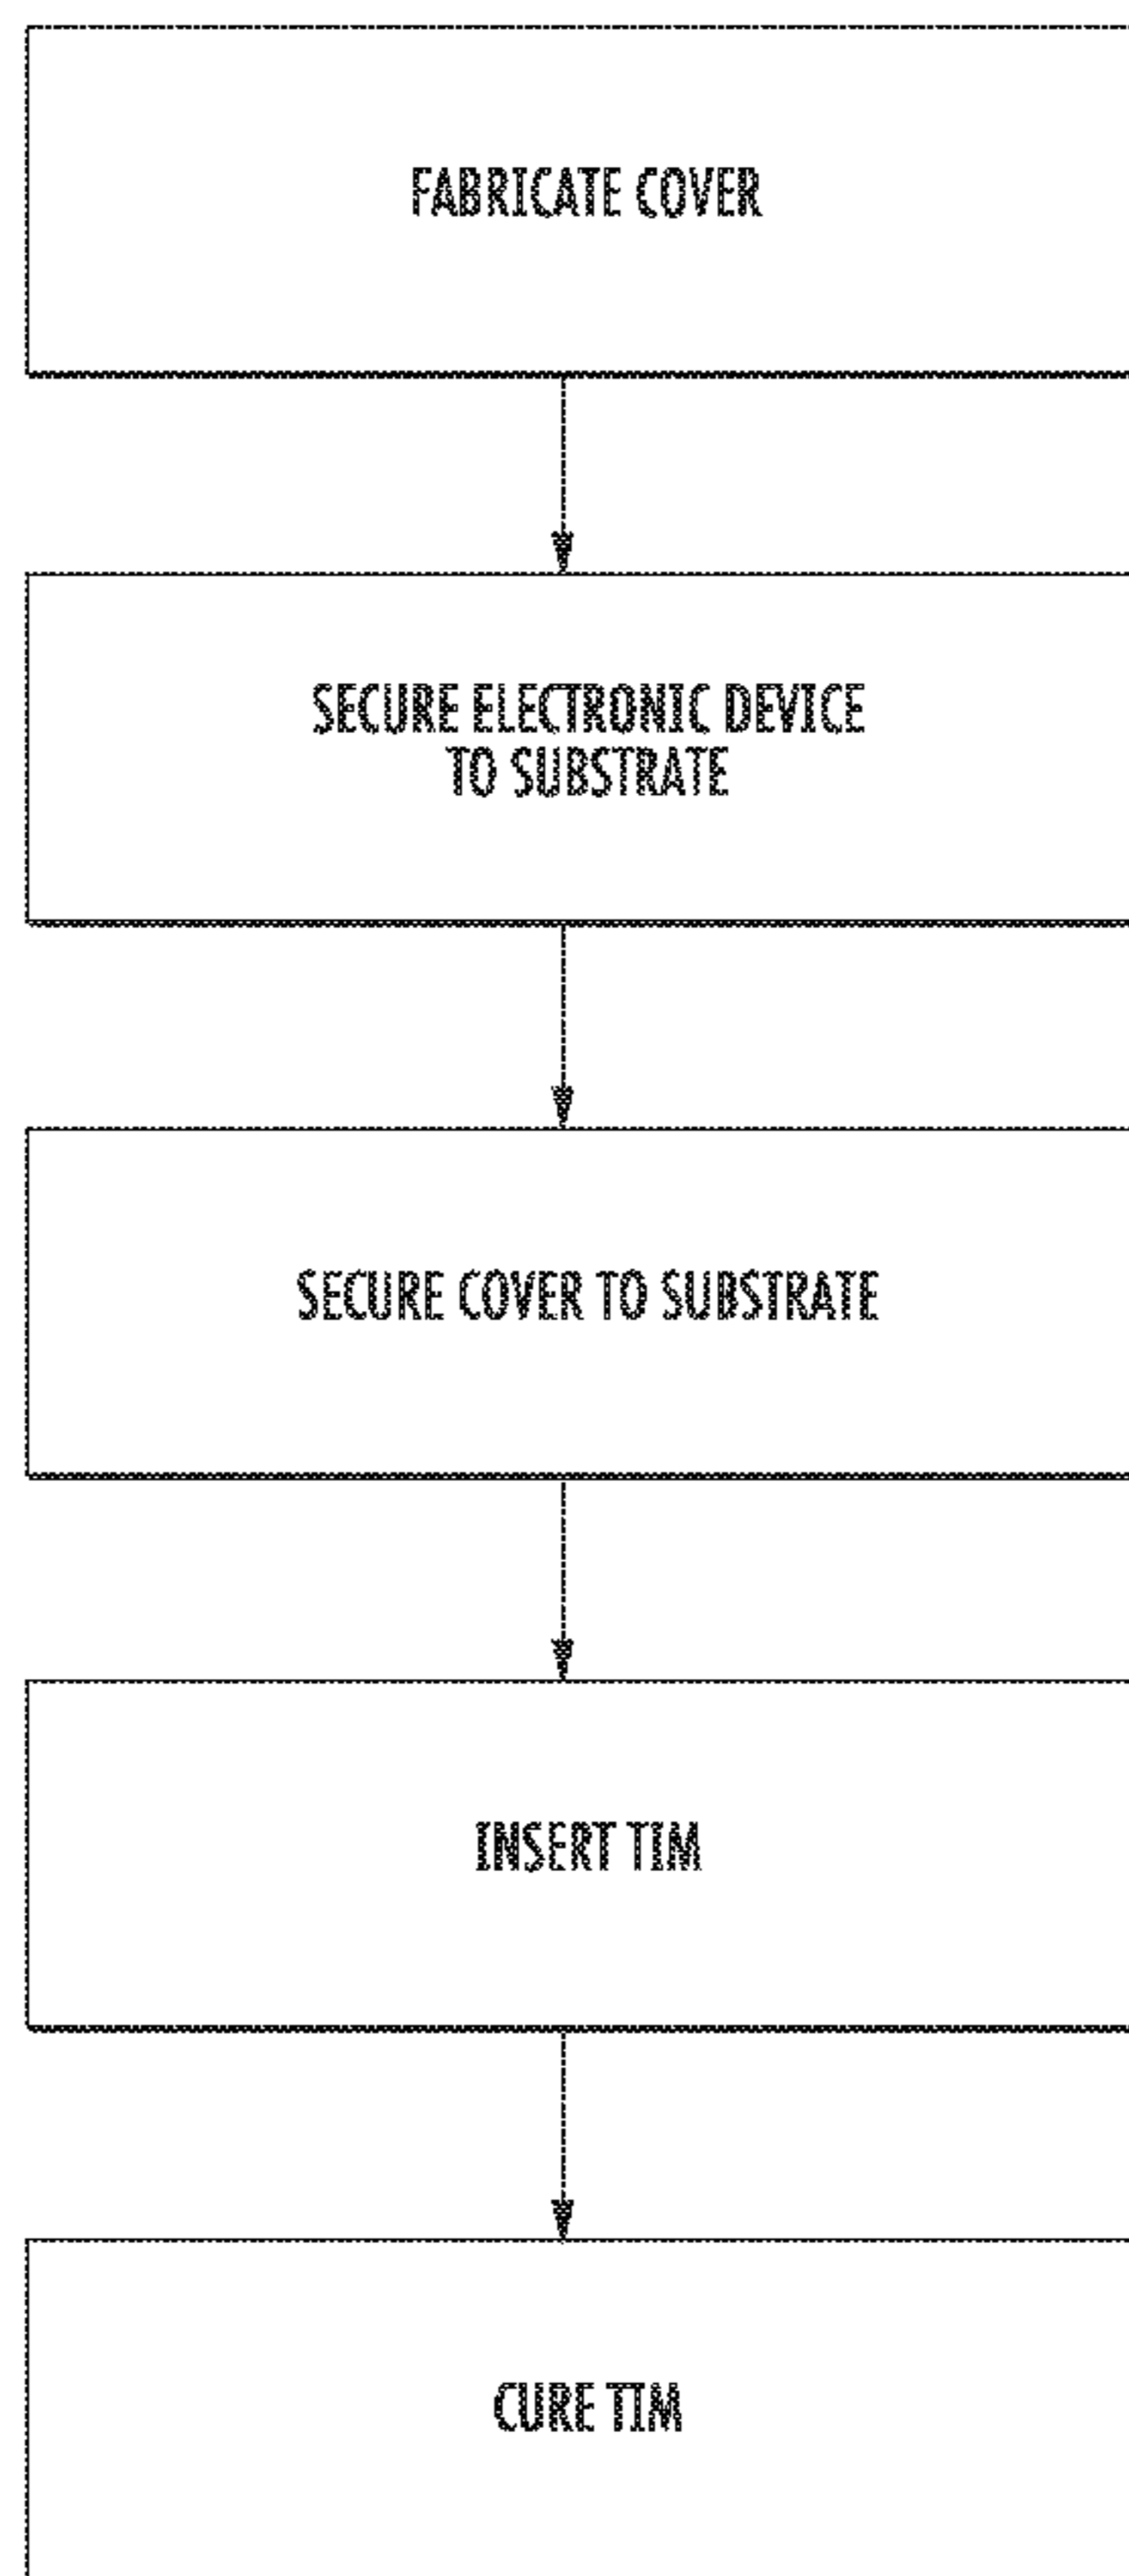 FABRICATE COVER
SECURE ELECTRONIC DEVICE
TO SUBSTRATE
SECURE COVER TO SUBSTRATE
INSERT TIM
CURE TIM